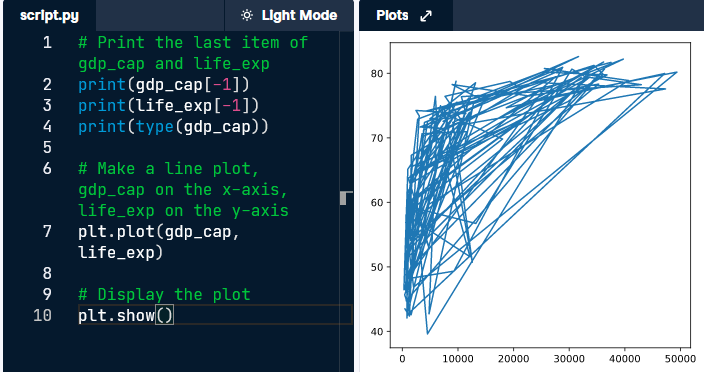 script.py
Light Mode
1 # Print the last item of
gdp_cap and life_exp
2 print(gdp_cap[-1])
3 print(life_exp[-1])
4 print(type(gdp_cap))
5
6 # Make a line plot,
gdp_cap on the x-axis,
life_exp on the y-axis
7 plt.plot(gdp_cap,
life_exp)
8
9 # Display the plot
10 plt.show()
Plots
80
70
60
50
40
0 10000 20000 30000 40000 50000